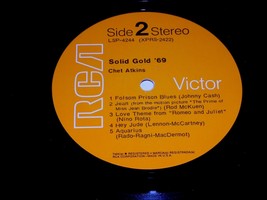 Side 2 Stereo
LSP-4244 (XPRS-2622)
Solid Gold '69
Chet Atkins
RCA
Victor
1 Folsom Prison Blues (Johnny Cash)
2 Jean (from the motion picture "The Prime of
Miss Jean Brodie") (Rod McKuen)
3 Love Theme from "Romeo and Juliet"
(Nino Rota)
4 Hey Jude (Lennon-McCartney)
5 Aquarius
(Rado-Ragni-MacDermot)